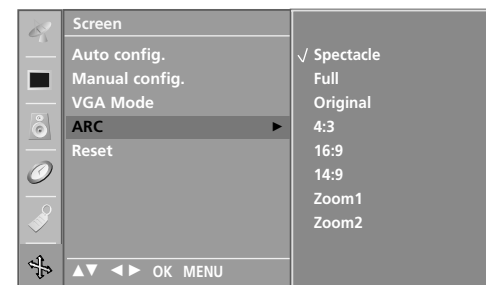 Screen
Auto config.
Manual config.
VGA Mode
ARC ►
Reset
▲▼ ◄► OK MENU
√ Spectacle
Full
Original
4:3
16:9
14:9
Zoom1
Zoom2